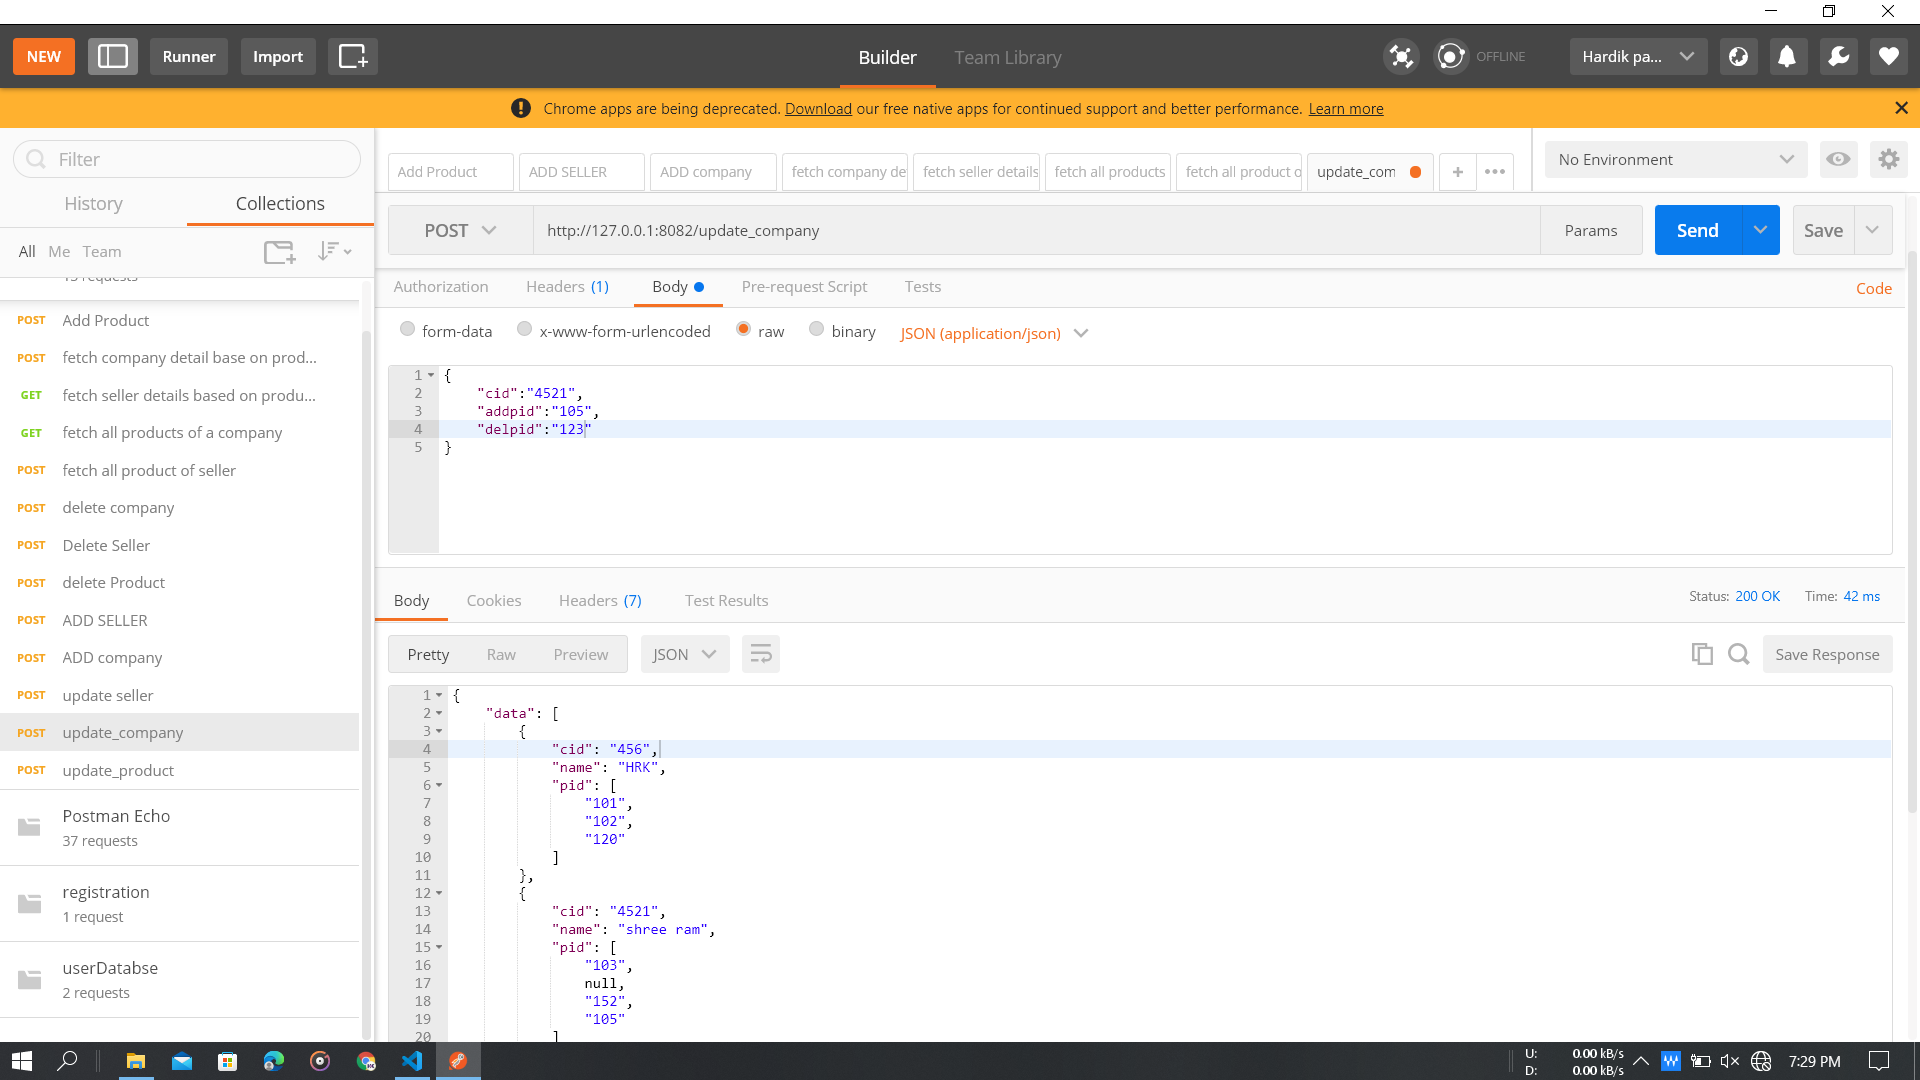 NEW
Runner
Import
Builder
Team Library
OFFLINE
Hardik pa...
Chrome apps are being deprecated. Download our free native apps for continued support and better performance. Learn more
Filter
History
Collections
All Me Team
Add Product
ADD SELLER
ADD company
fetch company de
fetch seller details
fetch all products
fetch all product o
update_com
No Environment
POST
http://127.0.0.1:8082/update_company
Params
Send
Save
Authorization
Headers (1)
Body
Pre-request Script
Tests
Code
form-data
x-www-form-urlencoded
raw
binary
JSON (application/json)
1 {
2 "cid":"4521",
3 "addpid":"105",
4 "delpid":"123"
5 }
POST Add Product
POST fetch company detail base on prod...
GET fetch seller details based on produ...
GET fetch all products of a company
POST fetch all product of seller
POST delete company
POST Delete Seller
POST delete Product
POST ADD SELLER
POST ADD company
POST update seller
POST update_company
POST update_product
Postman Echo
37 requests
registration
1 request
userDatabse
2 requests
Body
Cookies
Headers (7)
Test Results
Status: 200 OK
Time: 42 ms
Pretty
Raw
Preview
JSON
Save Response
1 {
2 "data": [
3 {
4 "cid": "456",
5 "name": "HRK",
6 "pid": [
7 "101",
8 "102",
9 "120"
10 ]
11 },
12 {
13 "cid": "4521",
14 "name": "shree ram",
15 "pid": [
16 "103",
17 null,
18 "152",
19 "105"
20 ]
U: 0.00 kB/s
D: 0.00 kB/s
7:29 PM